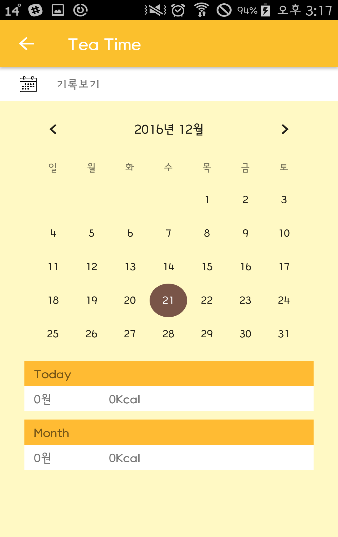 14° 94% 오후 3:17
Tea Time
기록보기
2016년 12월
일 월 화 수 목 금 토
1 2 3
4 5 6 7 8 9 10
11 12 13 14 15 16 17
18 19 20 21 22 23 24
25 26 27 28 29 30 31
Today
0원 0Kcal
Month
0원 0Kcal